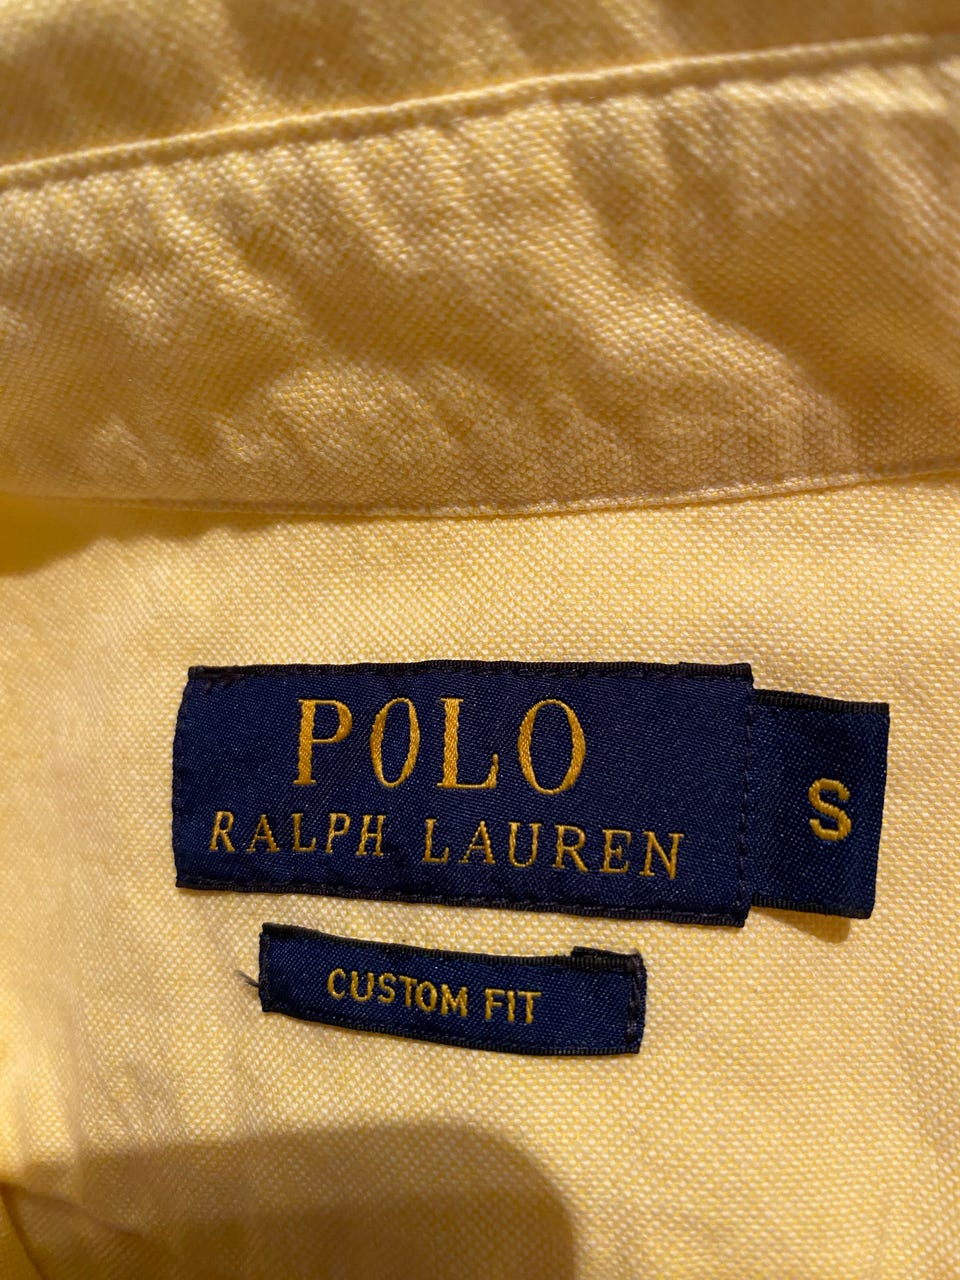 POLO
RALPH LAUREN
S
CUSTOM FIT